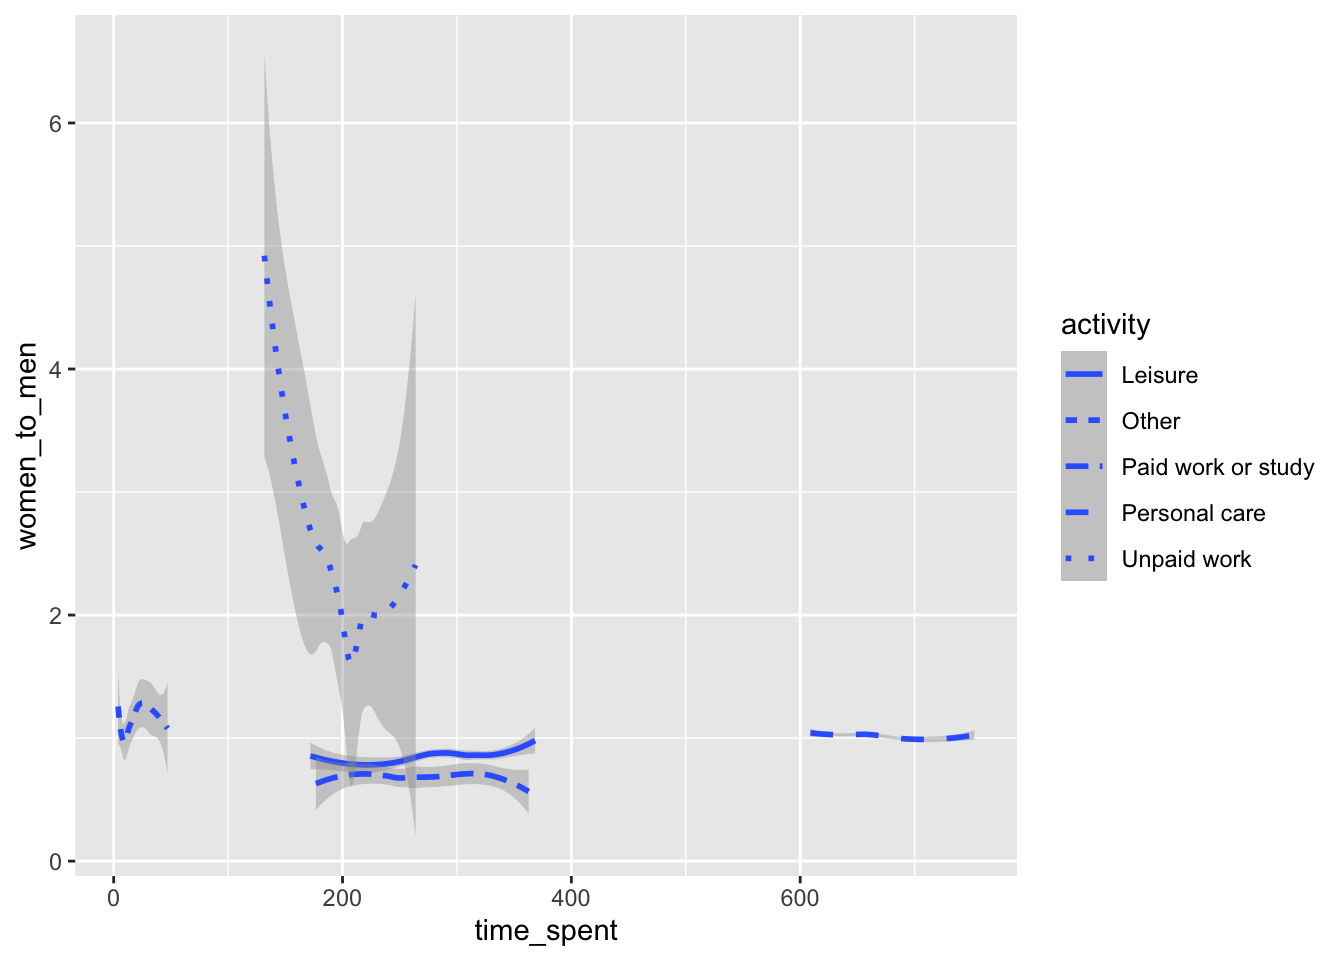 women_to_men
6
4
2
0
0
200
400
600
time_spent
activity
Leisure
Other
Paid work or study
Personal care
Unpaid work